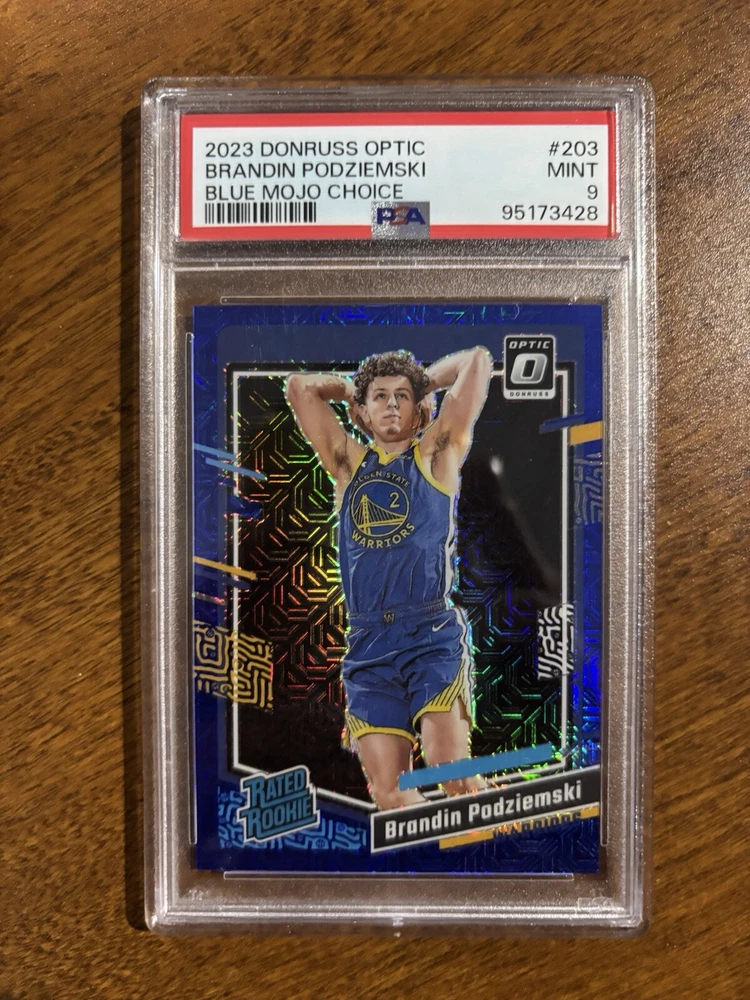 2023 DONRUSS OPTIC #203
BRANDIN PODZIEMSKI MINT
BLUE MOJO CHOICE 9
PSA 95173428
OPTIC
DONRUSS
GOLDEN STATE
2
WARRIORS
W
RATED
ROOKIE
Brandin Podziemski
WARRIORS